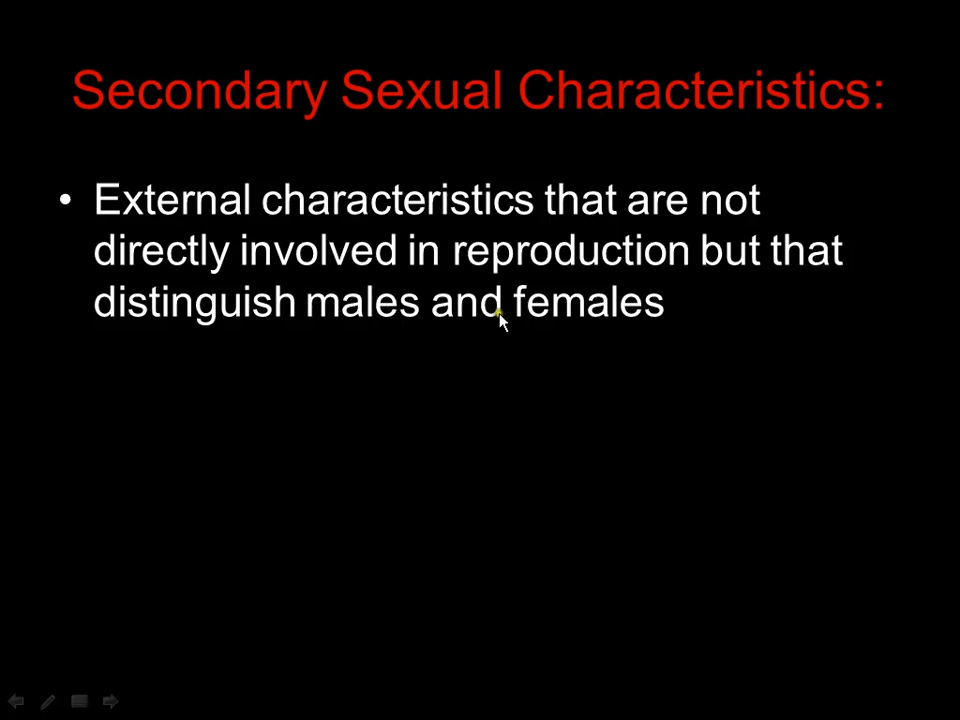 Secondary Sexual Characteristics:
• External characteristics that are not
directly involved in reproduction but that
distinguish males and females